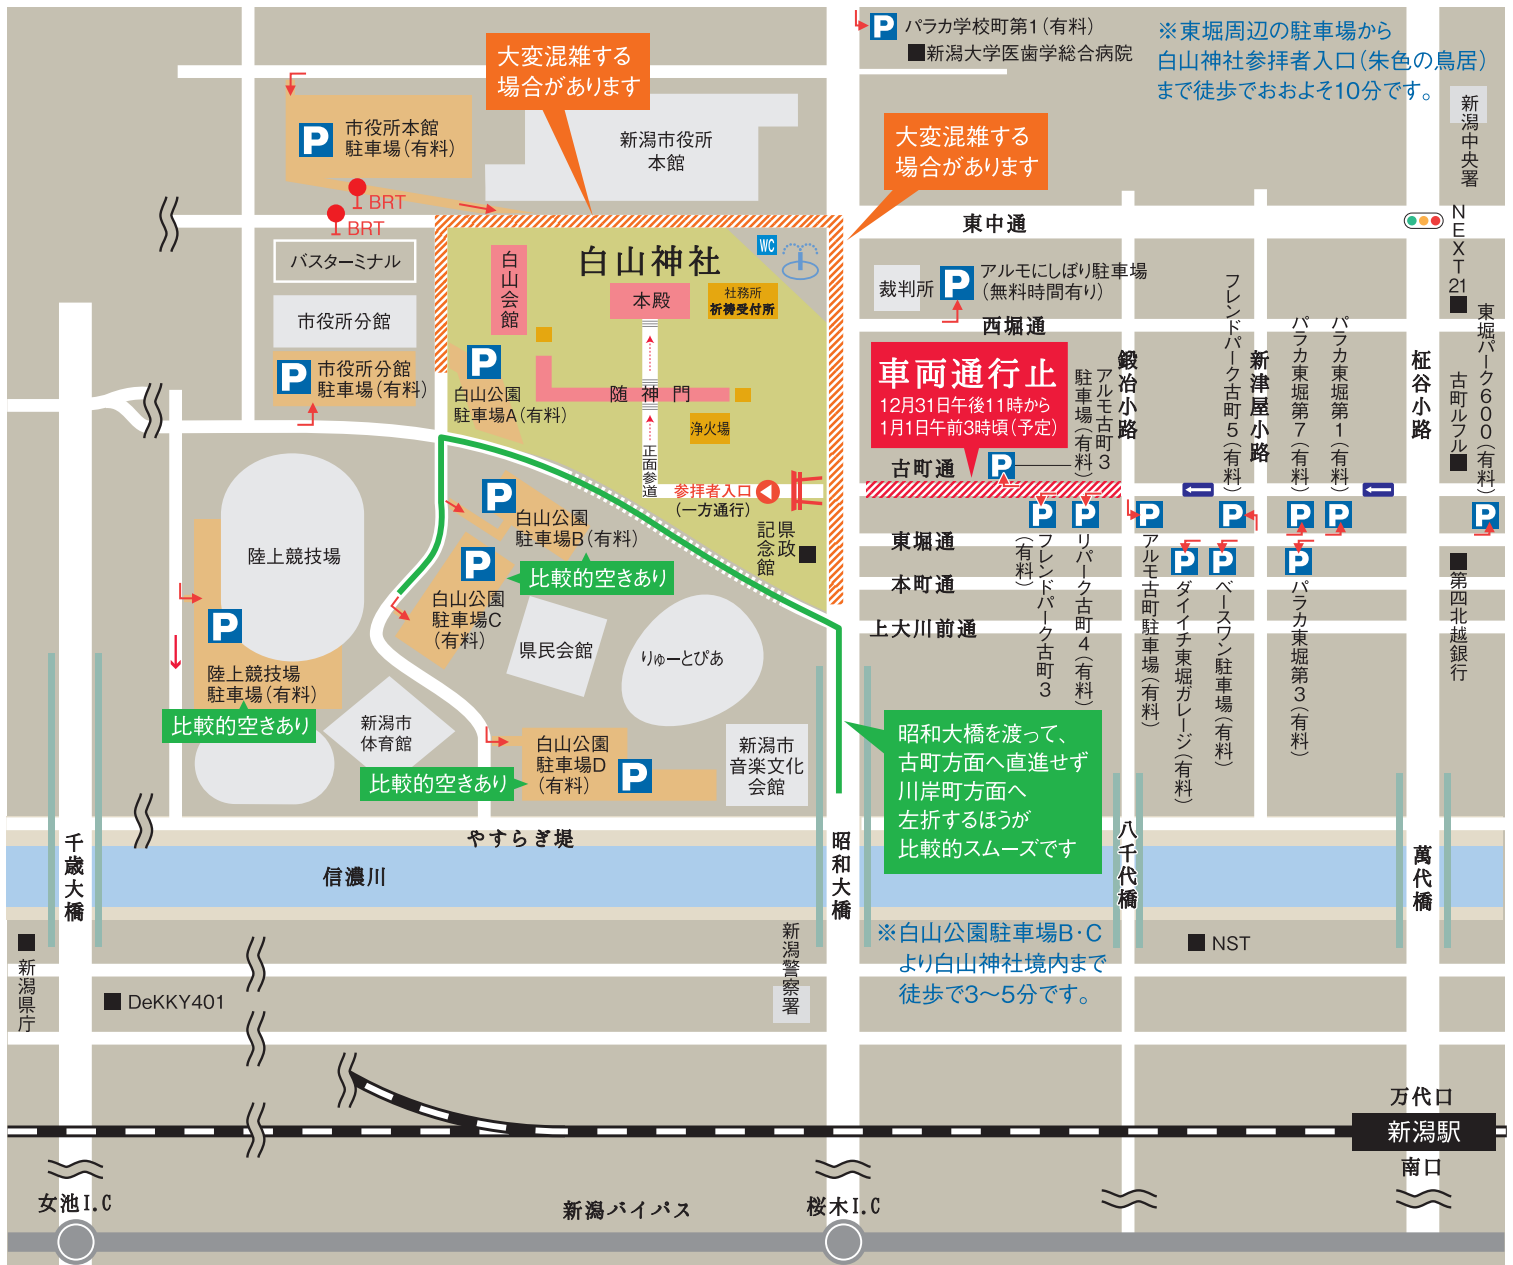 パラカ学校町第1（有料）
新潟大学医歯学総合病院
※東堀周辺の駐車場から
白山神社参拝者入口（朱色の鳥居）
まで徒歩でおおよそ10分です。
大変混雑する
場合があります
新潟中央署
市役所本館
駐車場（有料）
新潟市役所
本館
大変混雑する
場合があります
BRT
BRT
東中通
NEXT21
バスターミナル
白山会館
白山神社
WC
本殿
社務所
祈祷受付所
裁判所
アルモにしぼり駐車場
（無料時間有り）
西堀通
市役所分館
市役所分館
駐車場（有料）
白山公園
駐車場A（有料）
随神門
浄火場
正面参道
参拝者入口
（一方通行）
県政
記念館
車両通行止
12月31日午後11時から
1月1日午前3時頃（予定）
古町通
アルモ古町3
駐車場（有料）
鍛冶小路
フレンドパーク古町5（有料）
新津屋小路
パラカ東堀第7（有料）
パラカ東堀第1（有料）
柾谷小路
古町ルフル
東堀パーク600（有料）
陸上競技場
白山公園
駐車場B（有料）
比較的空きあり
白山公園
駐車場C
（有料）
東堀通
本町通
上大川前通
フレンドパーク古町3
（有料）
リパーク古町4（有料）
アルモ古町駐車場（有料）
ダイイチ東堀ガレージ（有料）
ベースワン駐車場（有料）
パラカ東堀第3（有料）
第四北越銀行
県民会館
りゅーとぴあ
陸上競技場
駐車場（有料）
比較的空きあり
新潟市
体育館
白山公園
駐車場D
（有料）
比較的空きあり
新潟市
音楽文化
会館
昭和大橋を渡って、
古町方面へ直進せず
川岸町方面へ
左折するほうが
比較的スムーズです
やすらぎ堤
千歳大橋
信濃川
昭和大橋
八千代橋
萬代橋
新潟県庁
DeKKY401
新潟警察署
※白山公園駐車場B・C
より白山神社境内まで
徒歩で3〜5分です。
NST
万代口
新潟駅
南口
女池I.C
新潟バイパス
桜木I.C